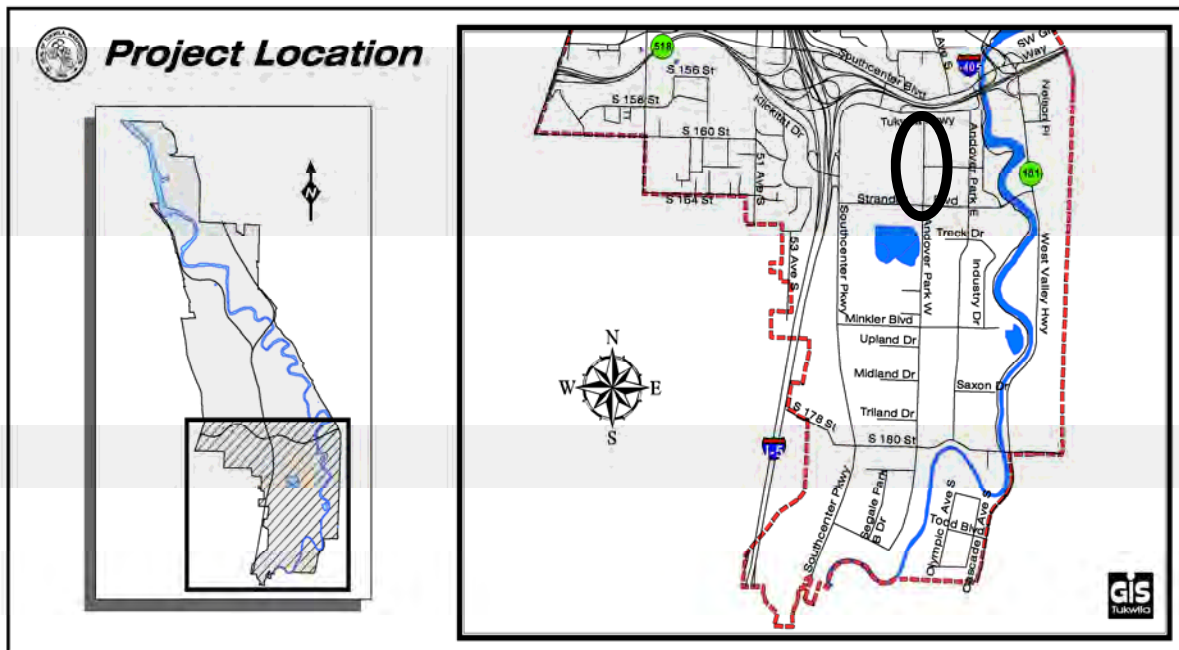 Project Location
N
518
S 156 St
S 158 St
S 160 St
S 164 St
Klickitat Dr
51 Ave S
53 Ave S
Southcenter Blvd
Ave S
I-405
SW G
Way
Nelson Pl
Tukwila Pkwy
Andover Park E
181
Strand Blvd
Southcenter Pkwy
Andover Park W
Treck Dr
Industry Dr
West Valley Hwy
Minkler Blvd
Upland Dr
Midland Dr
Saxon Dr
Triland Dr
S 178 St
S 180 St
I-5
N
W
E
S
Southcenter Pkwy
Segale Park
B Dr
Olympic Ave S
Todd Blvd
Cascade Ave S
GIS
Tukwila